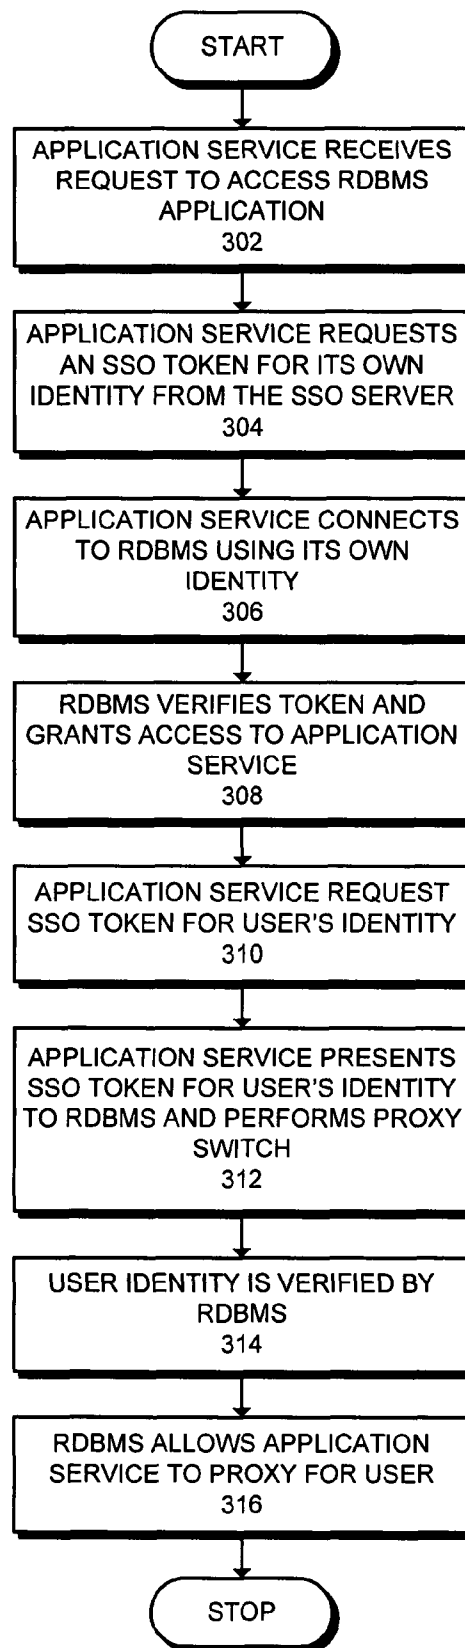 START
APPLICATION SERVICE RECEIVES
REQUEST TO ACCESS RDBMS
APPLICATION
302
APPLICATION SERVICE REQUESTS
AN SSO TOKEN FOR ITS OWN
IDENTITY FROM THE SSO SERVER
304
APPLICATION SERVICE CONNECTS
TO RDBMS USING ITS OWN
IDENTITY
306
RDBMS VERIFIES TOKEN AND
GRANTS ACCESS TO APPLICATION
SERVICE
308
APPLICATION SERVICE REQUEST
SSO TOKEN FOR USER'S IDENTITY
310
APPLICATION SERVICE PRESENTS
SSO TOKEN FOR USER'S IDENTITY
TO RDBMS AND PERFORMS PROXY
SWITCH
312
USER IDENTITY IS VERIFIED BY
RDBMS
314
RDBMS ALLOWS APPLICATION
SERVICE TO PROXY FOR USER
316
STOP